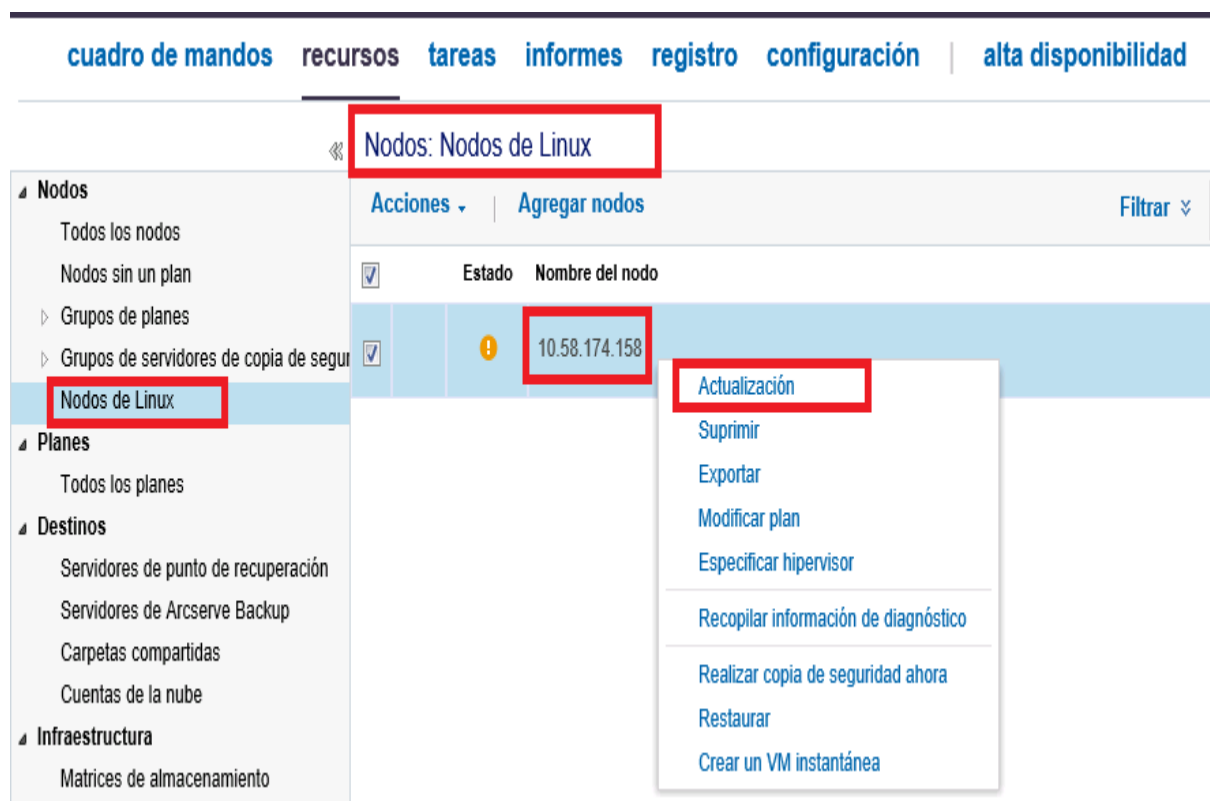 cuadro de mandos recursos tareas informes registro configuración | alta disponibilidad
Nodos: Nodos de Linux
Nodos
Todos los nodos
Nodos sin un plan
Grupos de planes
Grupos de servidores de copia de segur
Nodos de Linux
Planes
Todos los planes
Destinos
Servidores de punto de recuperación
Servidores de Arcserve Backup
Carpetas compartidas
Cuentas de la nube
Infraestructura
Matrices de almacenamiento
Acciones | Agregar nodos Filtrar
Estado Nombre del nodo
10.58.174.158
Actualización
Suprimir
Exportar
Modificar plan
Especificar hipervisor
Recopilar información de diagnóstico
Realizar copia de seguridad ahora
Restaurar
Crear un VM instantánea